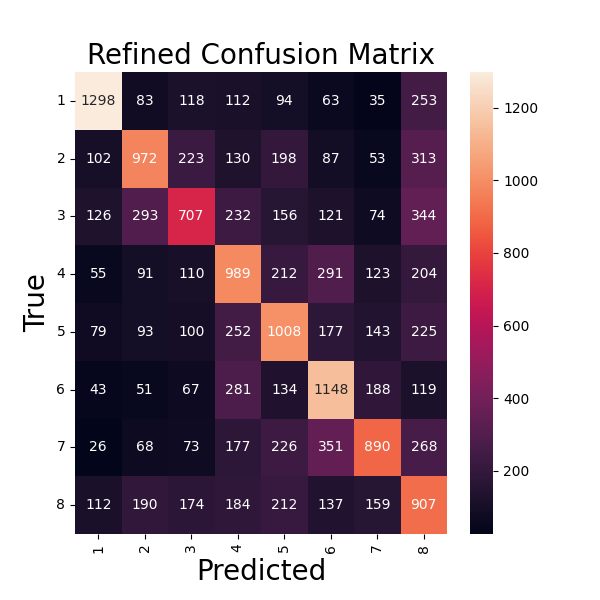 Refined Confusion Matrix
1 1298 83 118 112 94 63 35 253
2 102 972 223 130 198 87 53 313
3 126 293 707 232 156 121 74 344
4 55 91 110 989 212 291 123 204
5 79 93 100 252 1008 177 143 225
6 43 51 67 281 134 1148 188 119
7 26 68 73 177 226 351 890 268
8 112 190 174 184 212 137 159 907
True
1 2 3 4 5 6 7 8
Predicted
1200
1000
800
600
400
200